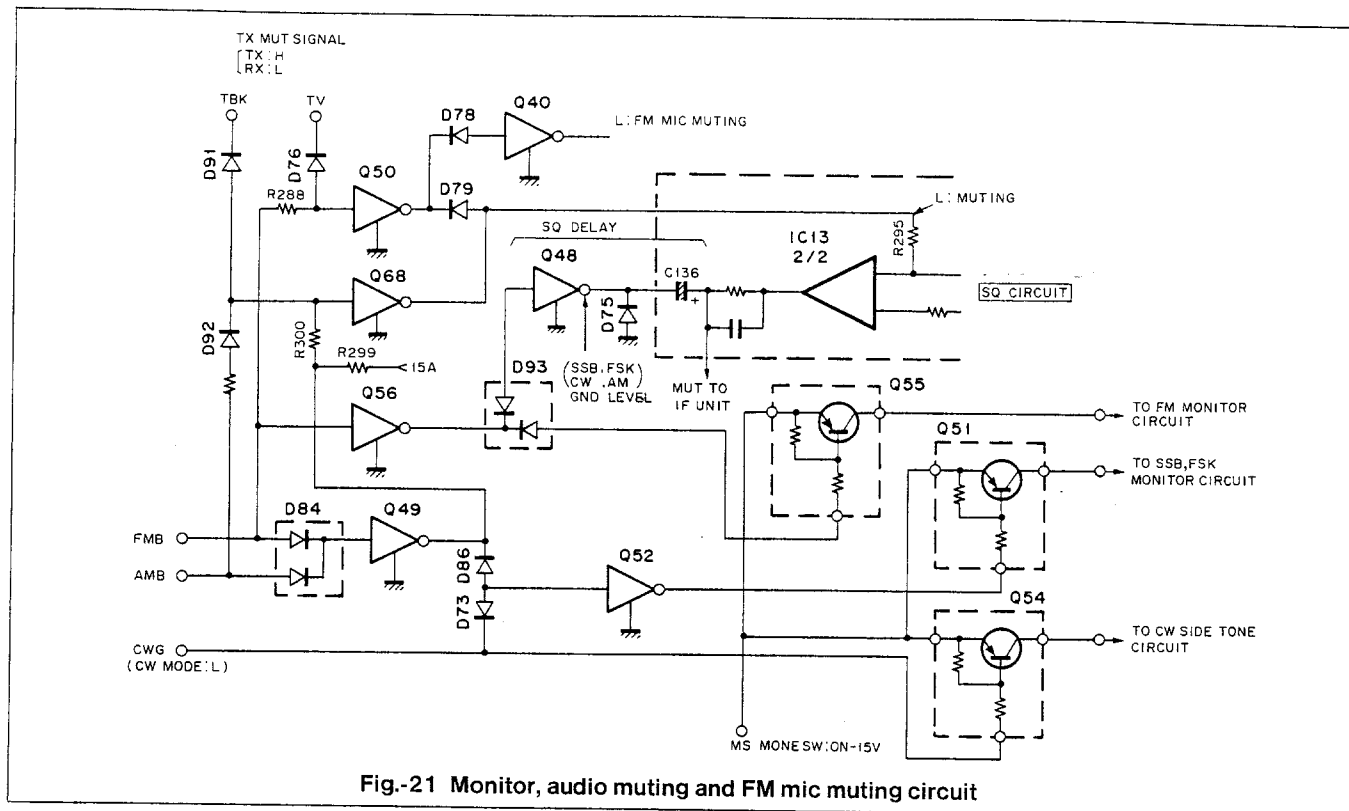 TX MUT SIGNAL
TX:H
RX:L
TBK
TV
D78
Q40
L:FM MIC MUTING
D91
D76
Q50
R288
D79
L:MUTING
SQ DELAY
IC13
2/2
R295
Q68
Q48
C136
+
SQ CIRCUIT
D92
R300
R299
15A
D75
D93
(SSB,FSK)
(CW,AM)
GND LEVEL
MUT TO
IF UNIT
Q56
Q55
TO FM MONITOR
CIRCUIT
Q51
TO SSB,FSK
MONITOR CIRCUIT
D84
Q49
FMB
AMB
D86
Q52
D73
Q54
CWG
(CW MODE:L)
TO CW SIDE TONE
CIRCUIT
MS MONESW:ON-15V
Fig.-21 Monitor, audio muting and FM mic muting circuit